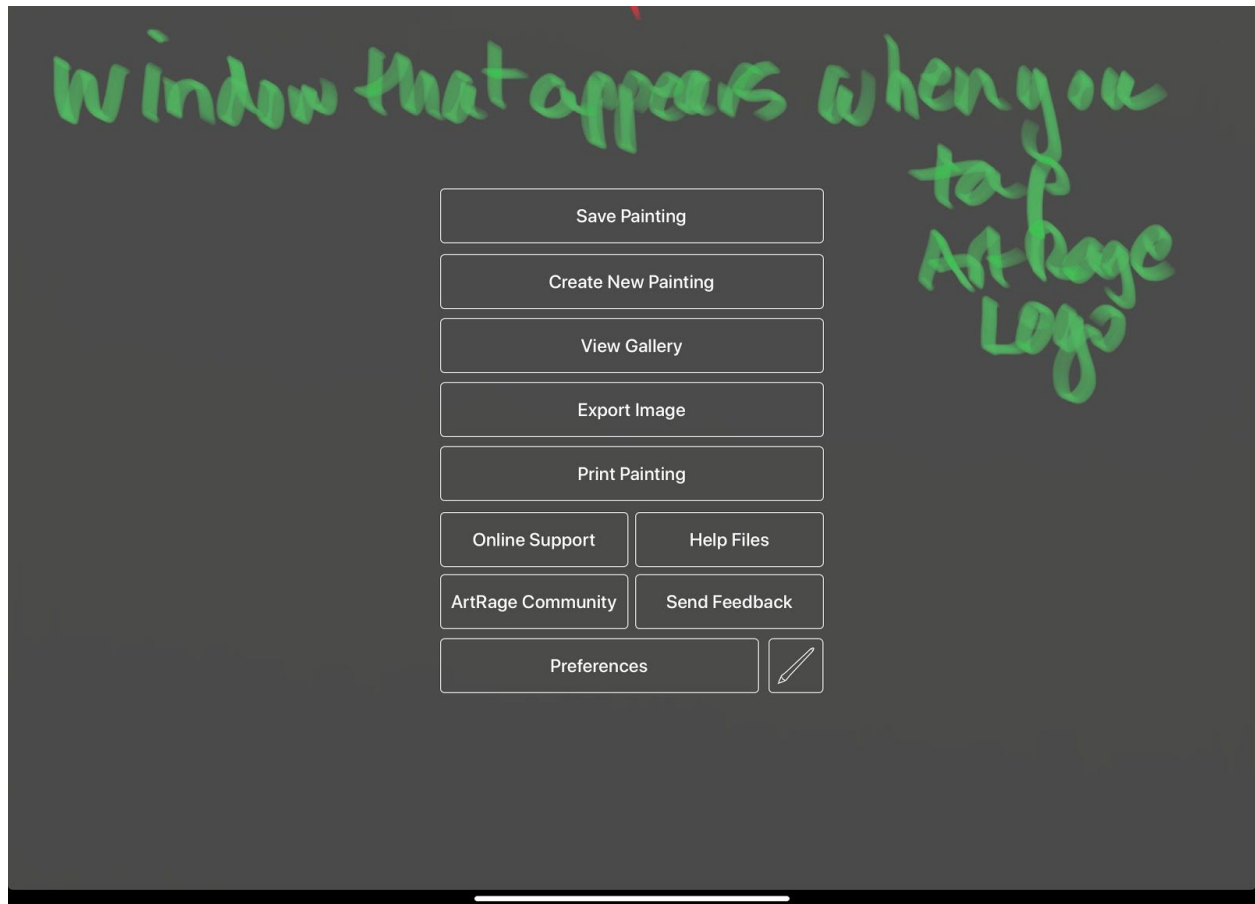 Window that appears when you
tap
ArtRage
Logo
Save Painting
Create New Painting
View Gallery
Export Image
Print Painting
Online Support Help Files
ArtRage Community Send Feedback
Preferences